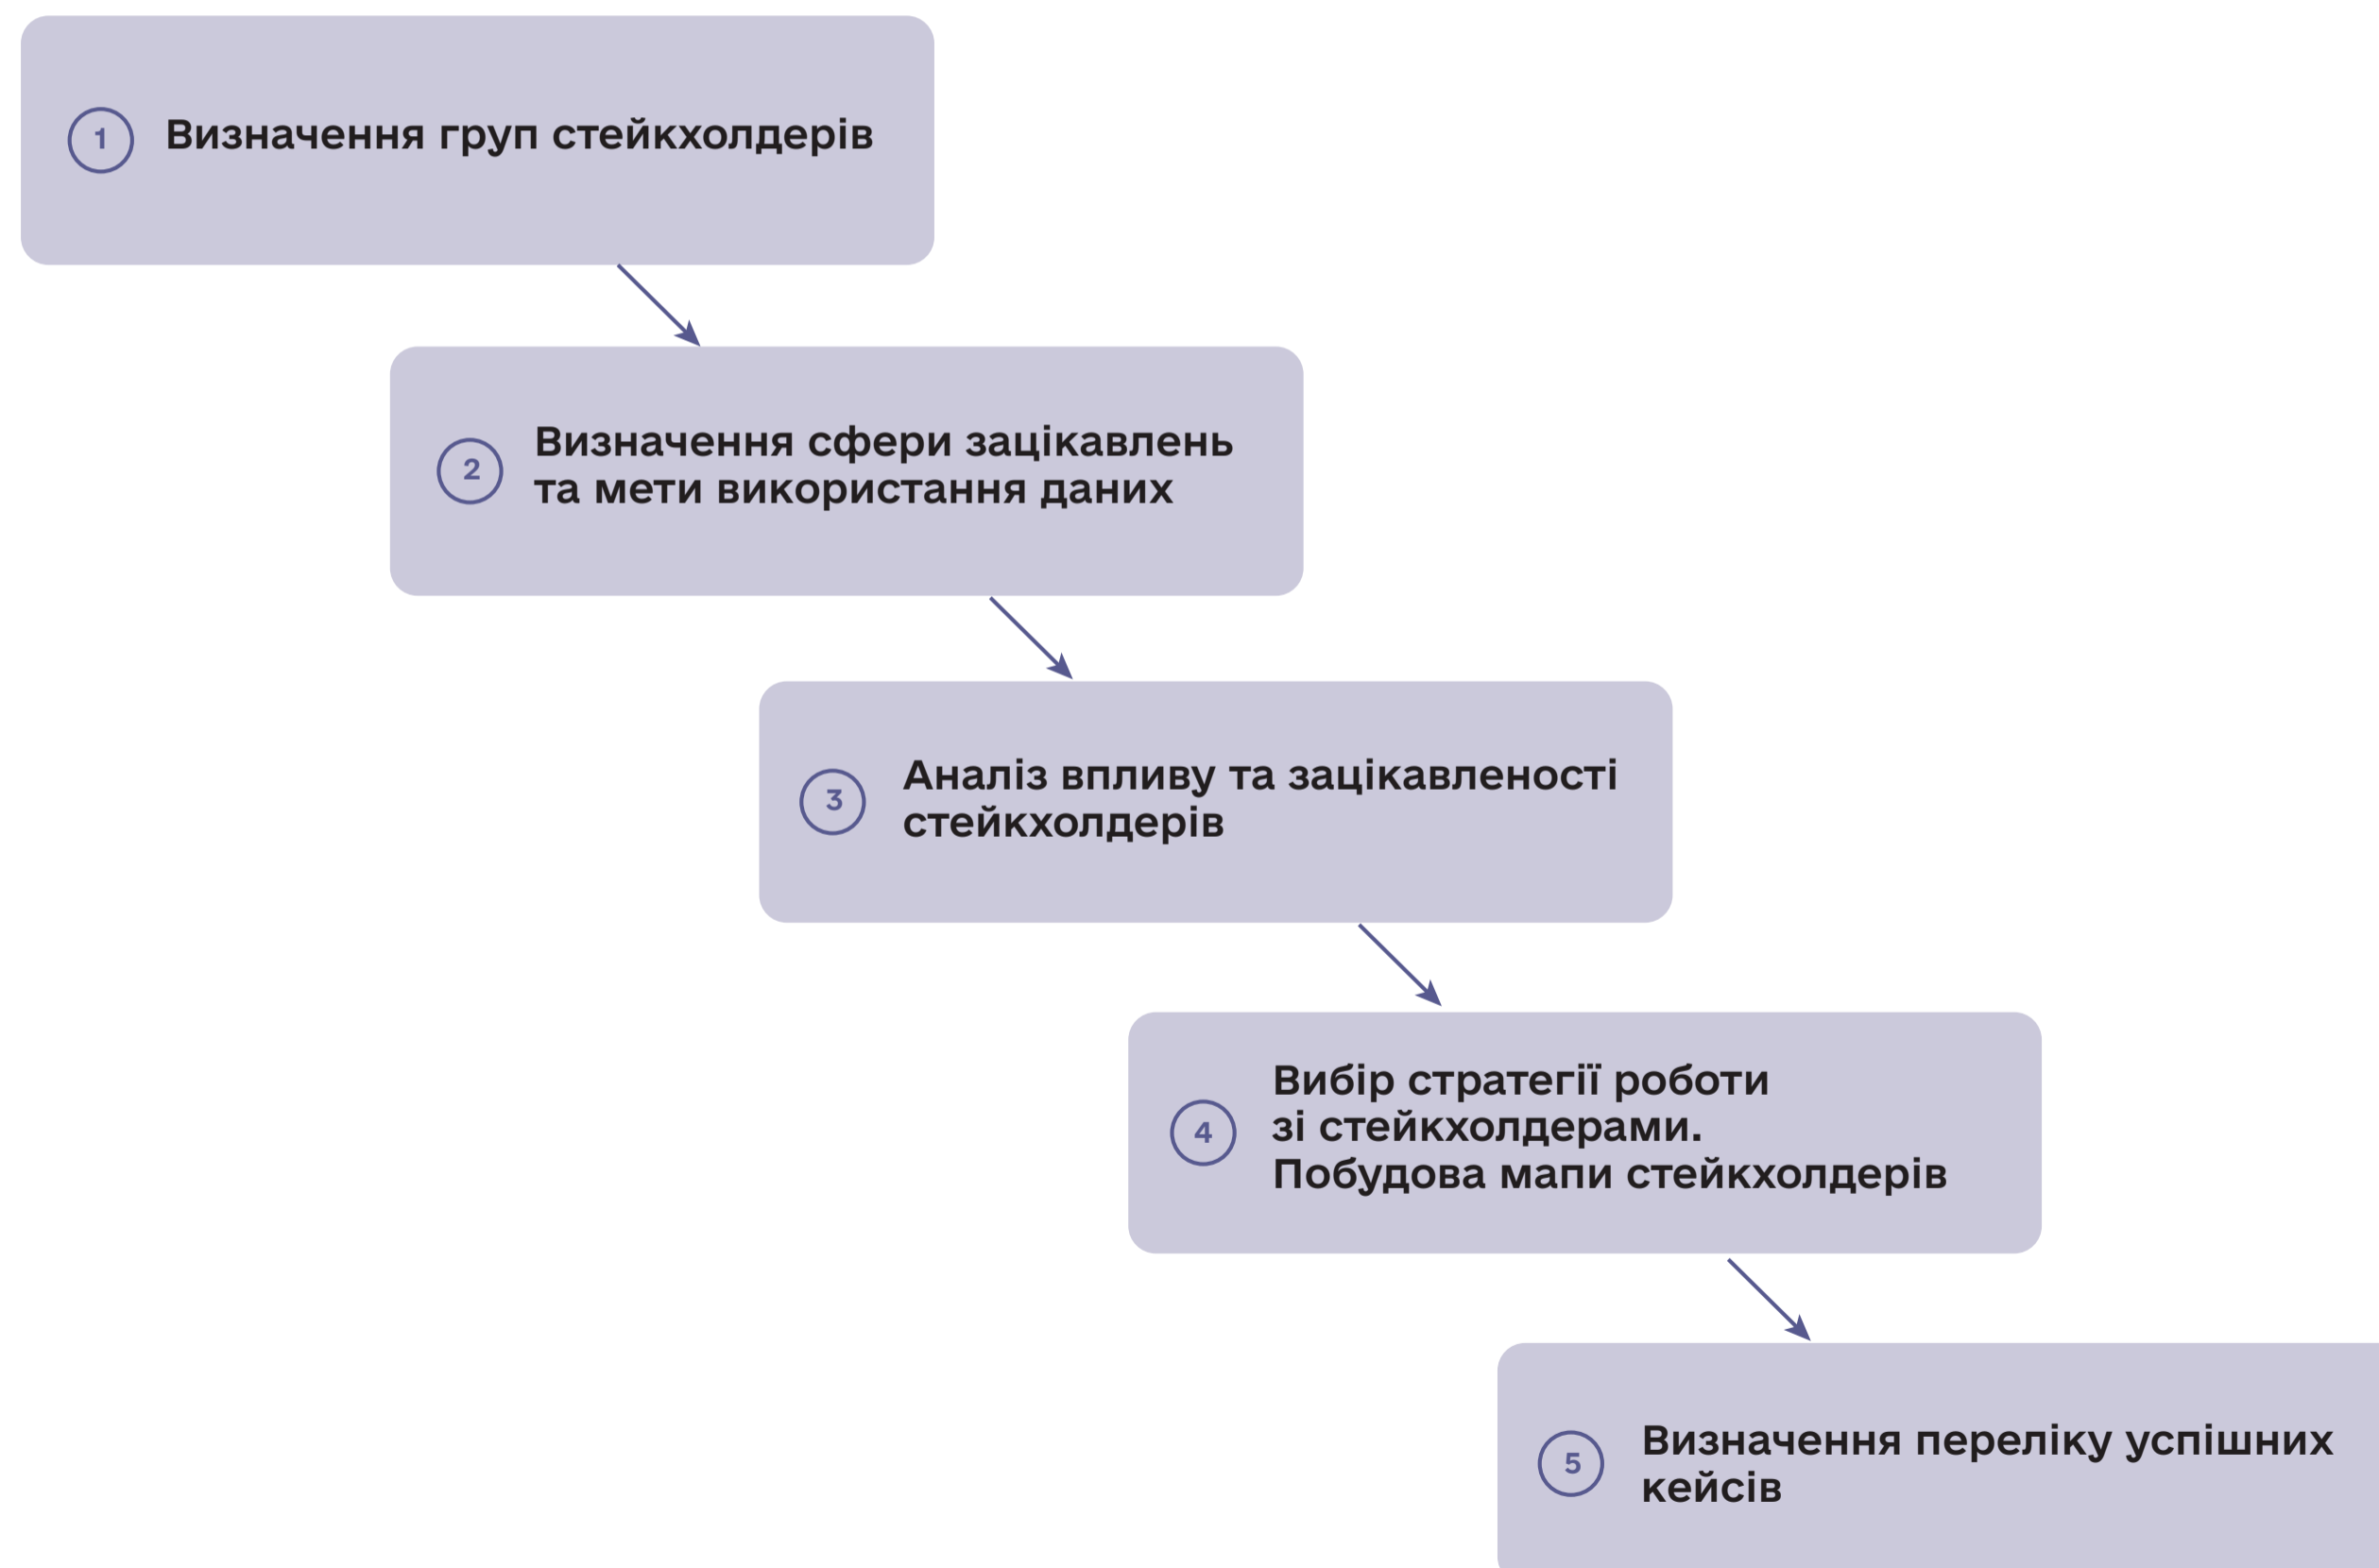 1
Визначення груп стейкхолдерів
2
Визначення сфери зацікавлень
та мети використання даних
3
Аналіз впливу та зацікавленості
стейкхолдерів
4
Вибір стратегії роботи
зі стейкхолдерами.
Побудова мапи стейкхолдерів
5
Визначення переліку успішних
кейсів